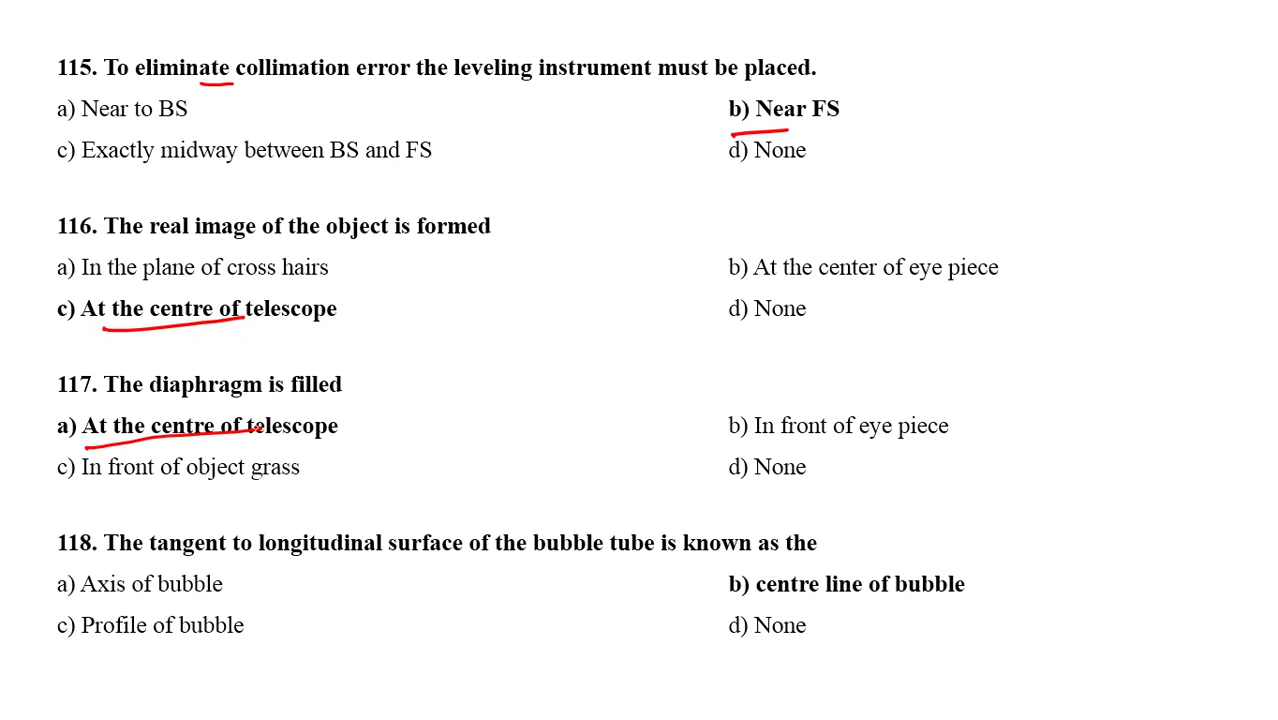 115. To eliminate collimation error the leveling instrument must be placed.
a) Near to BS b) Near FS
c) Exactly midway between BS and FS d) None
116. The real image of the object is formed
a) In the plane of cross hairs b) At the center of eye piece
c) At the centre of telescope d) None
117. The diaphragm is filled
a) At the centre of telescope b) In front of eye piece
c) In front of object grass d) None
118. The tangent to longitudinal surface of the bubble tube is known as the
a) Axis of bubble b) centre line of bubble
c) Profile of bubble d) None